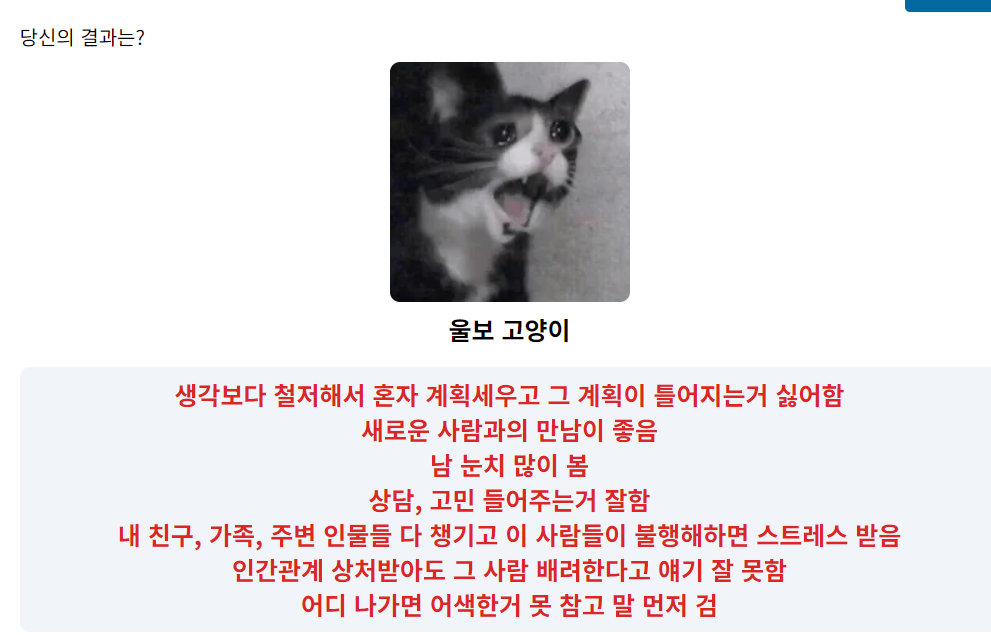 당신의 결과는?
울보 고양이
생각보다 철저해서 혼자 계획세우고 그 계획이 틀어지는거 싫어함
새로운 사람과의 만남이 좋음
남 눈치 많이 봄
상담, 고민 들어주는거 잘함
내 친구, 가족, 주변 인물들 다 챙기고 이 사람들이 불행해하면 스트레스 받음
인간관계 상처받아도 그 사람 배려한다고 얘기 잘 못함
어디 나가면 어색한거 못 참고 말 먼저 검